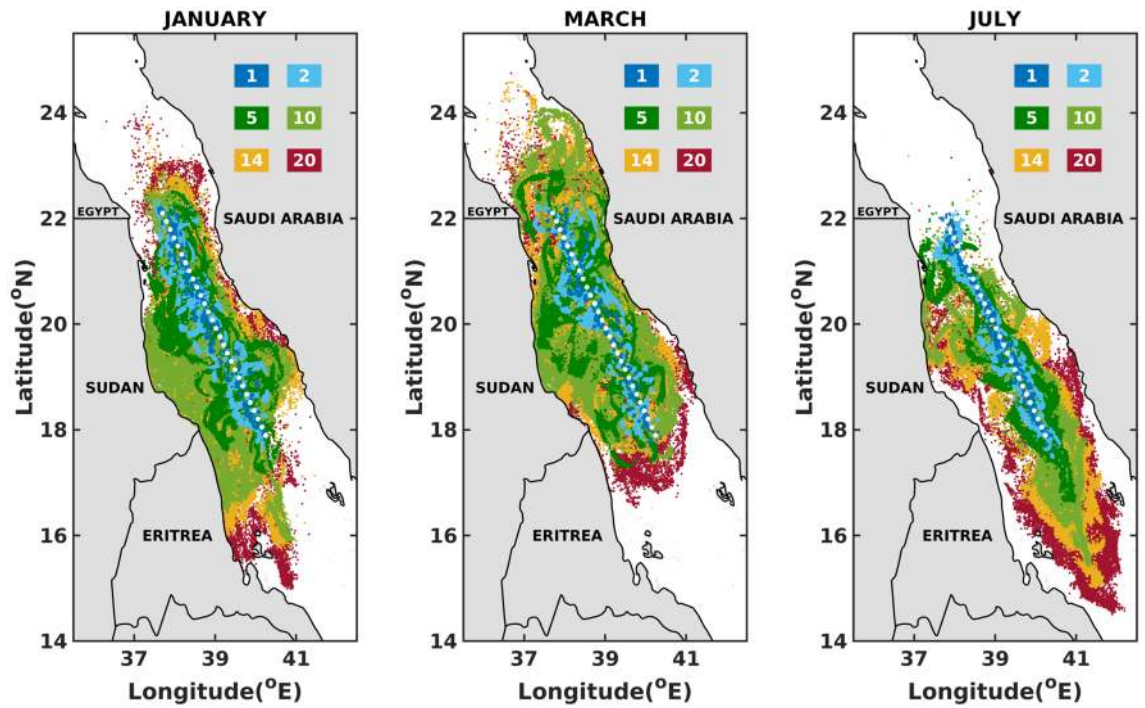 JANUARY
MARCH
JULY
24
22
20
18
16
14
Latitude(°N)
1 2
5 10
14 20
EGYPT
SAUDI ARABIA
SUDAN
ERITREA
37 39 41
Longitude(°E)
24
22
20
18
16
14
Latitude(°N)
1 2
5 10
14 20
EGYPT
SAUDI ARABIA
SUDAN
ERITREA
37 39 41
Longitude(°E)
24
22
20
18
16
14
Latitude(°N)
1 2
5 10
14 20
EGYPT
SAUDI ARABIA
SUDAN
ERITREA
37 39 41
Longitude(°E)